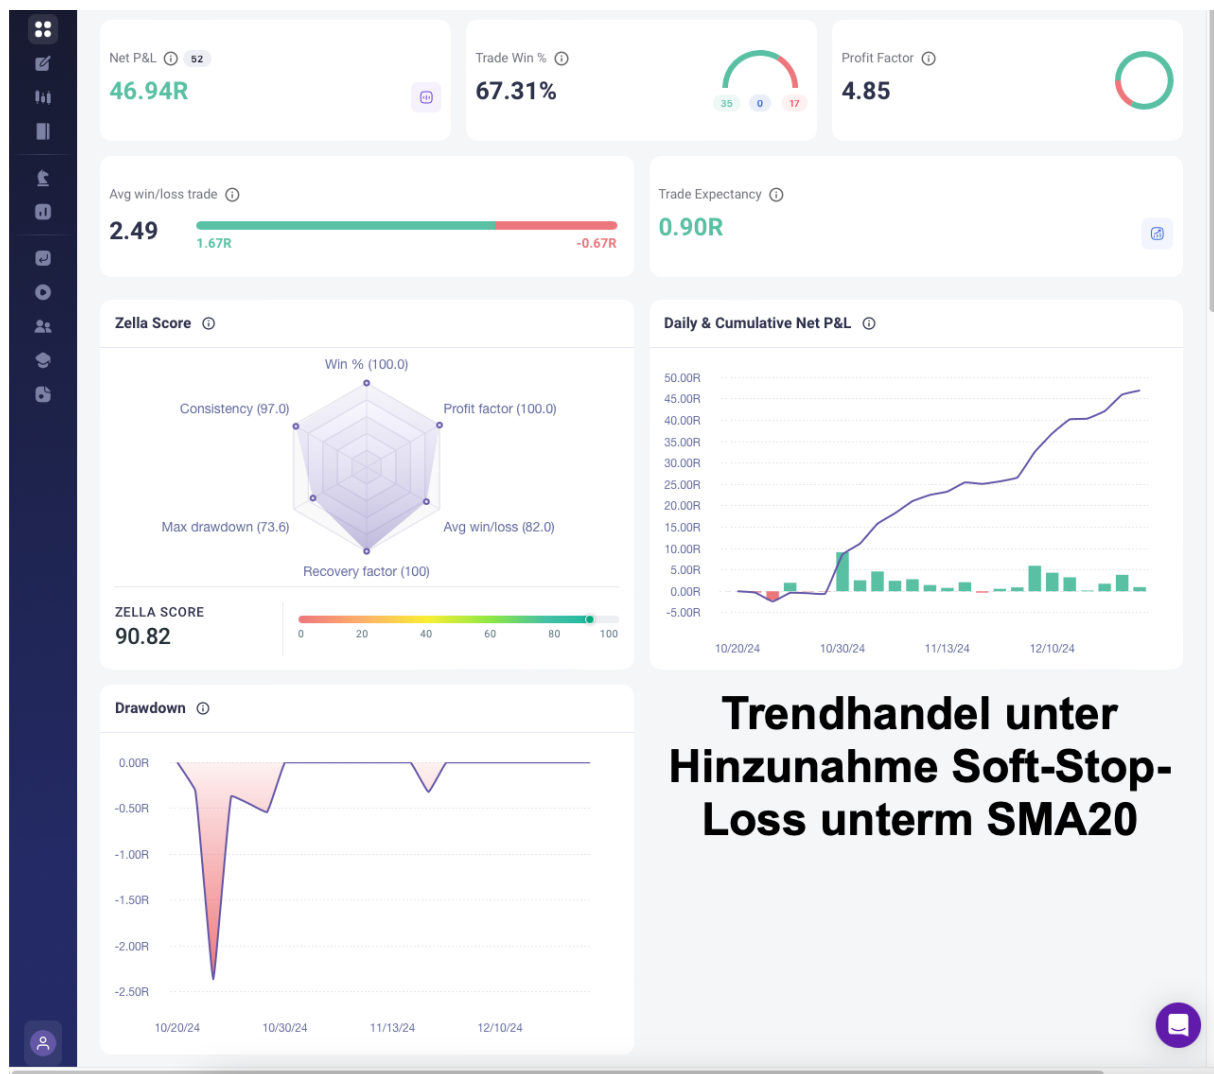 Net P&L 52
46.94R
Trade Win %
67.31%
35 0 17
Profit Factor
4.85
Avg win/loss trade
2.49
1.67R -0.67R
Trade Expectancy
0.90R
Zella Score
Win % (100.0)
Consistency (97.0) Profit factor (100.0)
Max drawdown (73.6) Avg win/loss (82.0)
Recovery factor (100)
ZELLA SCORE
90.82
0 20 40 60 80 100
Daily & Cumulative Net P&L
50.00R
45.00R
40.00R
35.00R
30.00R
25.00R
20.00R
15.00R
10.00R
5.00R
0.00R
-5.00R
10/20/24 10/30/24 11/13/24 12/10/24
Drawdown
0.00R
-0.50R
-1.00R
-1.50R
-2.00R
-2.50R
10/20/24 10/30/24 11/13/24 12/10/24
Trendhandel unter
Hinzunahme Soft-Stop-
Loss unterm SMA20